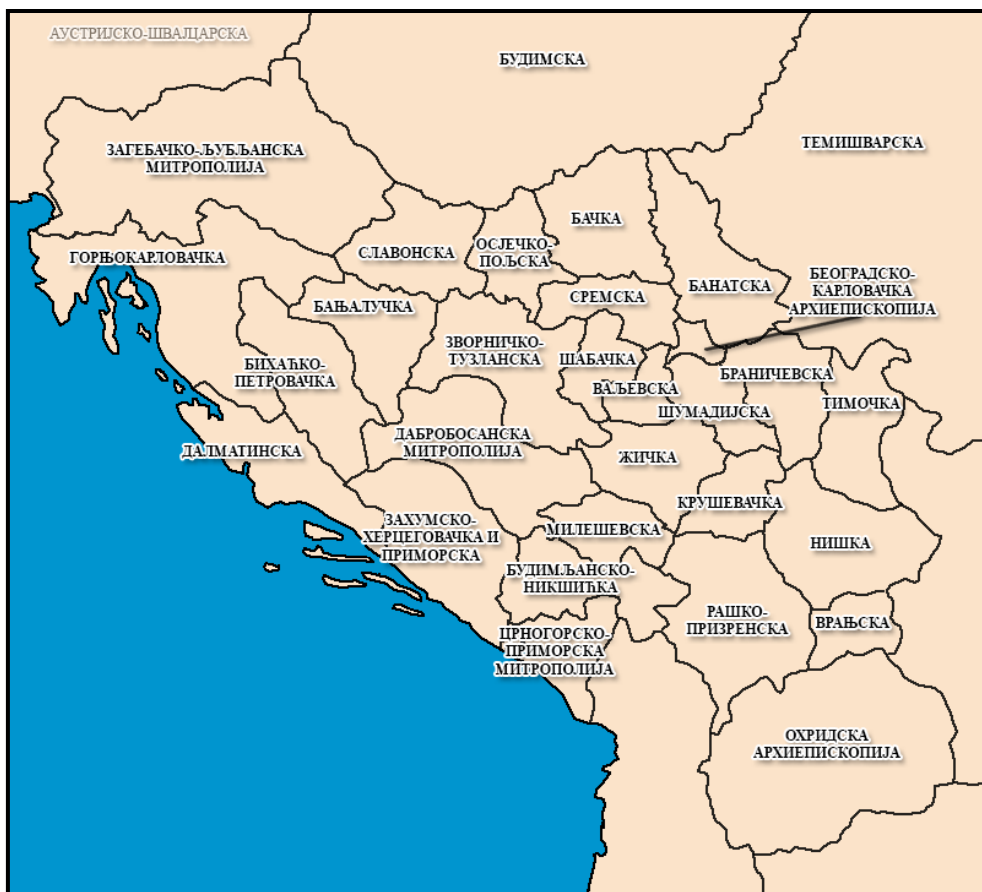 АУСТРИЈСКО-ШВАЈЦАРСКА
БУДИМСКА
ЗАГЕБАЧКО-ЉУБЉАНСКА
МИТРОПОЛИЈА
ТЕМИШВАРСКА
БАЧКА
ГОРЊОКАРЛОВАЧКА
СЛАВОНСКА
ОСЈЕЧКО-
ПОЉСКА
БАНАТСКА
БЕОГРАДСКО-
КАРЛОВАЧКА
АРХИЕПИСКОПИЈА
БАЊАЛУЧКА
СРЕМСКА
ЗВОРНИЧКО-
ТУЗЛАНСКА
ШАБАЧКА
БИХАЋКО-
ПЕТРОВАЧКА
ВАЉЕВСКА
БРАНИЧЕВСКА
ШУМАДИЈСКА
ТИМОЧКА
ДАЛМАТИНСКА
ДАБРОБОСАНСКА
МИТРОПОЛИЈА
ЖИЧКА
КРУШЕВАЧКА
ЗАХУМСКО-
ХЕРЦЕГОВАЧКА И
ПРИМОРСКА
МИЛЕШЕВСКА
НИШКА
БУДИМЉАНСКО-
НИКШИЋКА
РАШКО-
ПРИЗРЕНСКА
ВРАЊСКА
ЦРНОГОРСКО-
ПРИМОРСКА
МИТРОПОЛИЈА
ОХРИДСКА
АРХИЕПИСКОПИЈА